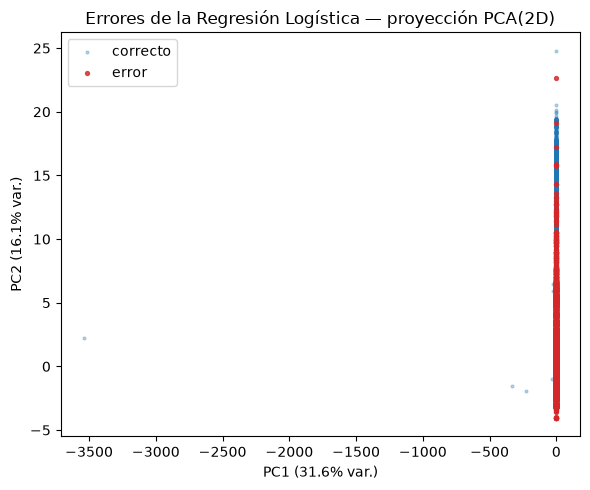 Errores de la Regresión Logística — proyección PCA(2D)
correcto
error
25
20
15
10
5
0
−5
PC2 (16.1% var.)
−3500 −3000 −2500 −2000 −1500 −1000 −500 0
PC1 (31.6% var.)